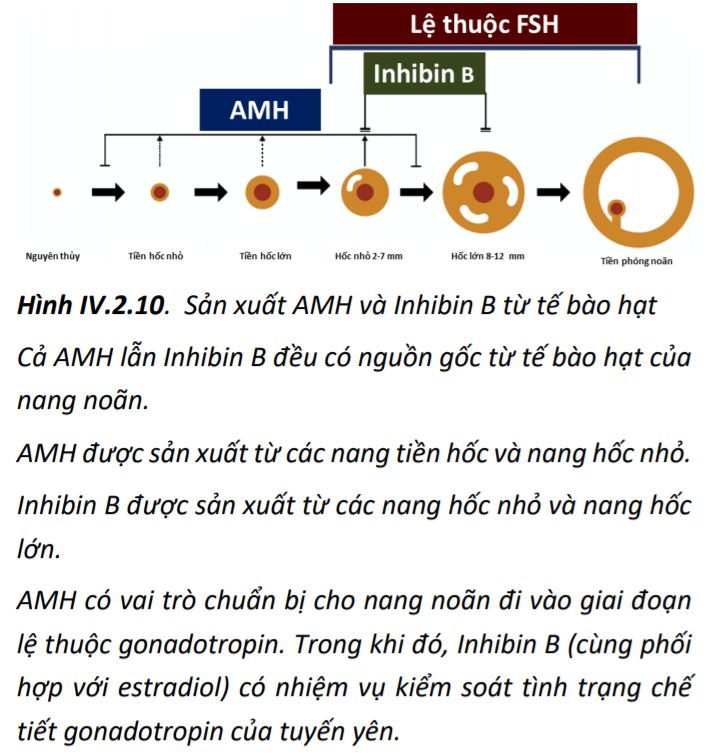 Lệ thuộc FSH
Inhibin B
AMH
Nguyên thủy
Tiền hốc nhỏ
Tiền hốc lớn
Hốc nhỏ 2-7 mm
Hốc lớn 8-12 mm
Tiền phóng noãn
Hình IV.2.10. Sản xuất AMH và Inhibin B từ tế bào hạt
Cả AMH lẫn Inhibin B đều có nguồn gốc từ tế bào hạt của
nang noãn.
AMH được sản xuất từ các nang tiền hốc và nang hốc nhỏ.
Inhibin B được sản xuất từ các nang hốc nhỏ và nang hốc
lớn.
AMH có vai trò chuẩn bị cho nang noãn đi vào giai đoạn
lệ thuộc gonadotropin. Trong khi đó, Inhibin B (cùng phối
hợp với estradiol) có nhiệm vụ kiểm soát tình trạng chế
tiết gonadotropin của tuyến yên.